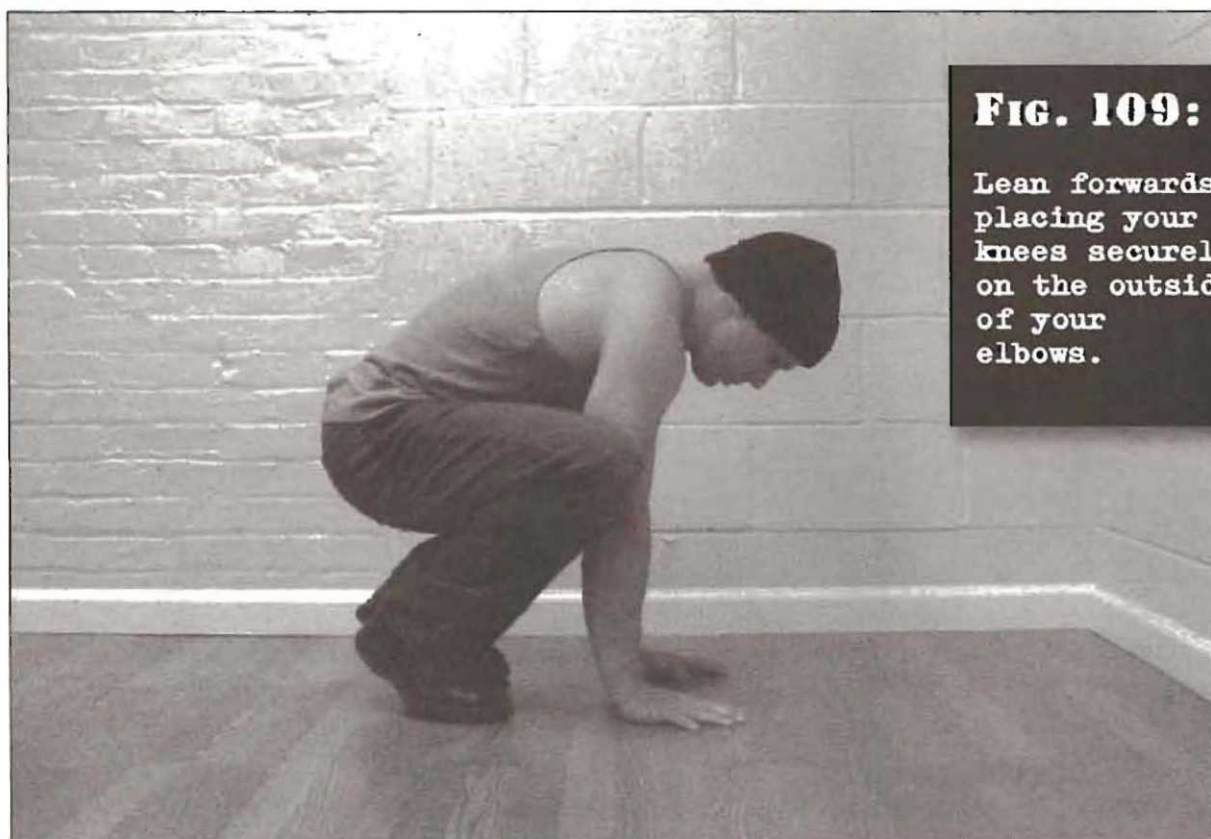 FIG. 109:
Lean forwards
placing your
knees securel
on the outsid
of your
elbows.